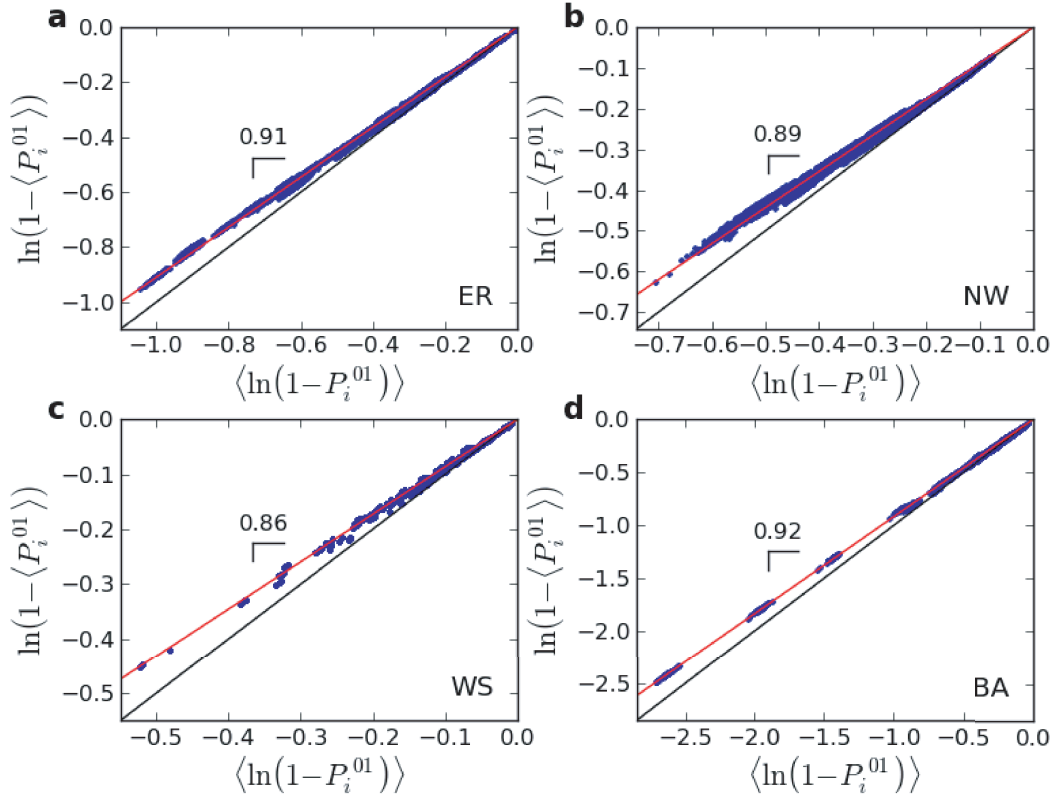 a
0.0
−0.2
−0.4
−0.6
−0.8
−1.0
ln(1−⟨P_i^{01}⟩)
0.91
ER
−1.0 −0.8 −0.6 −0.4 −0.2 0.0
⟨ln(1−P_i^{01})⟩
b
0.0
−0.1
−0.2
−0.3
−0.4
−0.5
−0.6
−0.7
ln(1−⟨P_i^{01}⟩)
0.89
NW
−0.7 −0.6 −0.5 −0.4 −0.3 −0.2 −0.1 0.0
⟨ln(1−P_i^{01})⟩
c
0.0
−0.1
−0.2
−0.3
−0.4
−0.5
ln(1−⟨P_i^{01}⟩)
0.86
WS
−0.5 −0.4 −0.3 −0.2 −0.1 0.0
⟨ln(1−P_i^{01})⟩
d
0.0
−0.5
−1.0
−1.5
−2.0
−2.5
ln(1−⟨P_i^{01}⟩)
0.92
BA
−2.5 −2.0 −1.5 −1.0 −0.5 0.0
⟨ln(1−P_i^{01})⟩